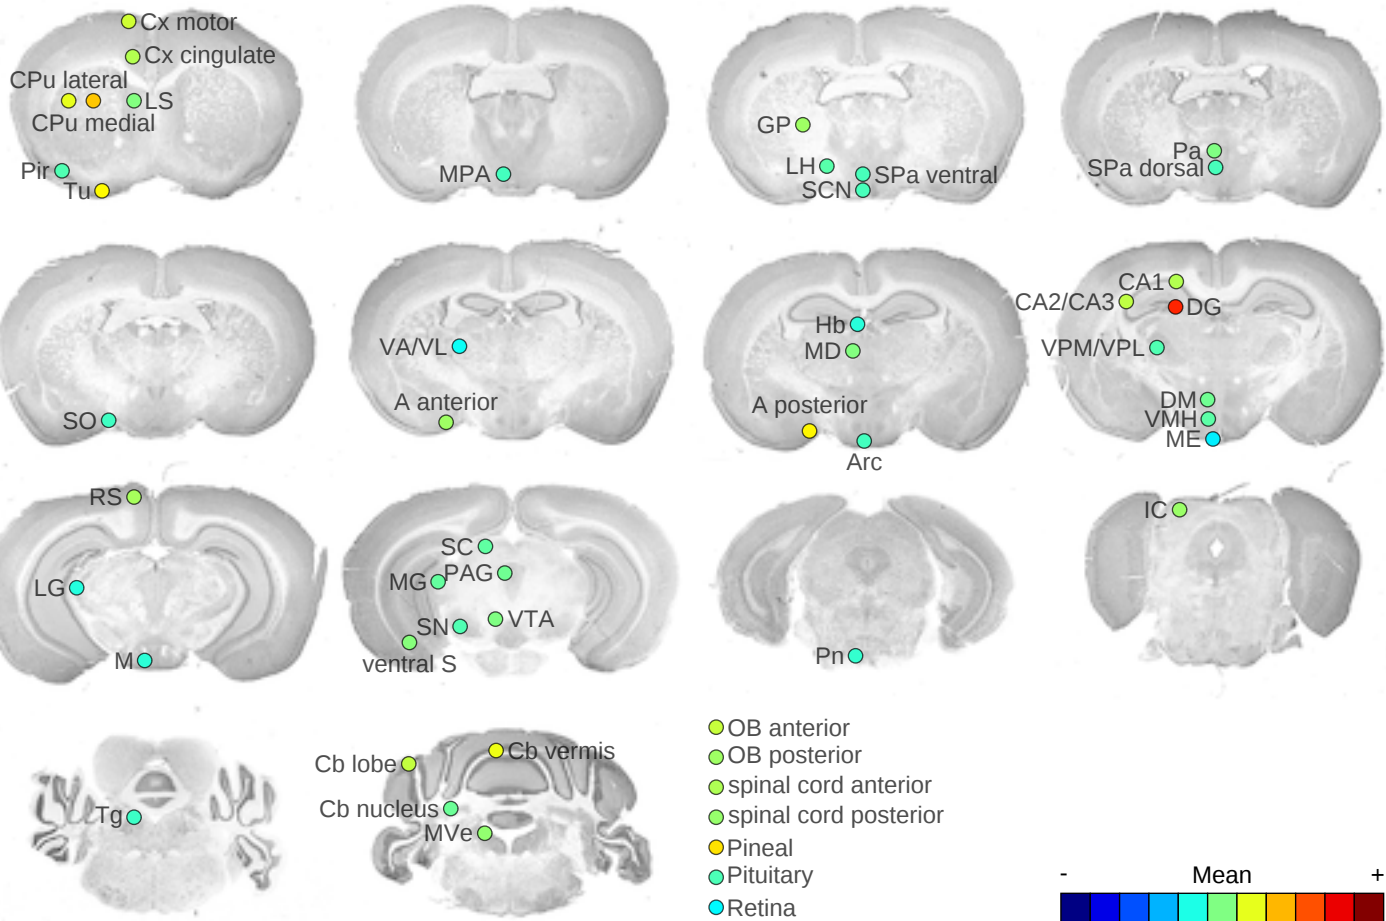 Cx motor
Cx cingulate
CPu lateral
LS
CPu medial
Pir
Tu
MPA
GP
LH
SPa ventral
SCN
Pa
SPa dorsal
SO
VA/VL
A anterior
Hb
MD
A posterior
Arc
CA1
CA2/CA3
DG
VPM/VPL
DM
VMH
ME
RS
LG
M
SC
MG
PAG
SN
VTA
ventral S
Pn
IC
Tg
Cb lobe
Cb vermis
Cb nucleus
MVe
OB anterior
OB posterior
spinal cord anterior
spinal cord posterior
Pineal
Pituitary
Retina
- Mean +